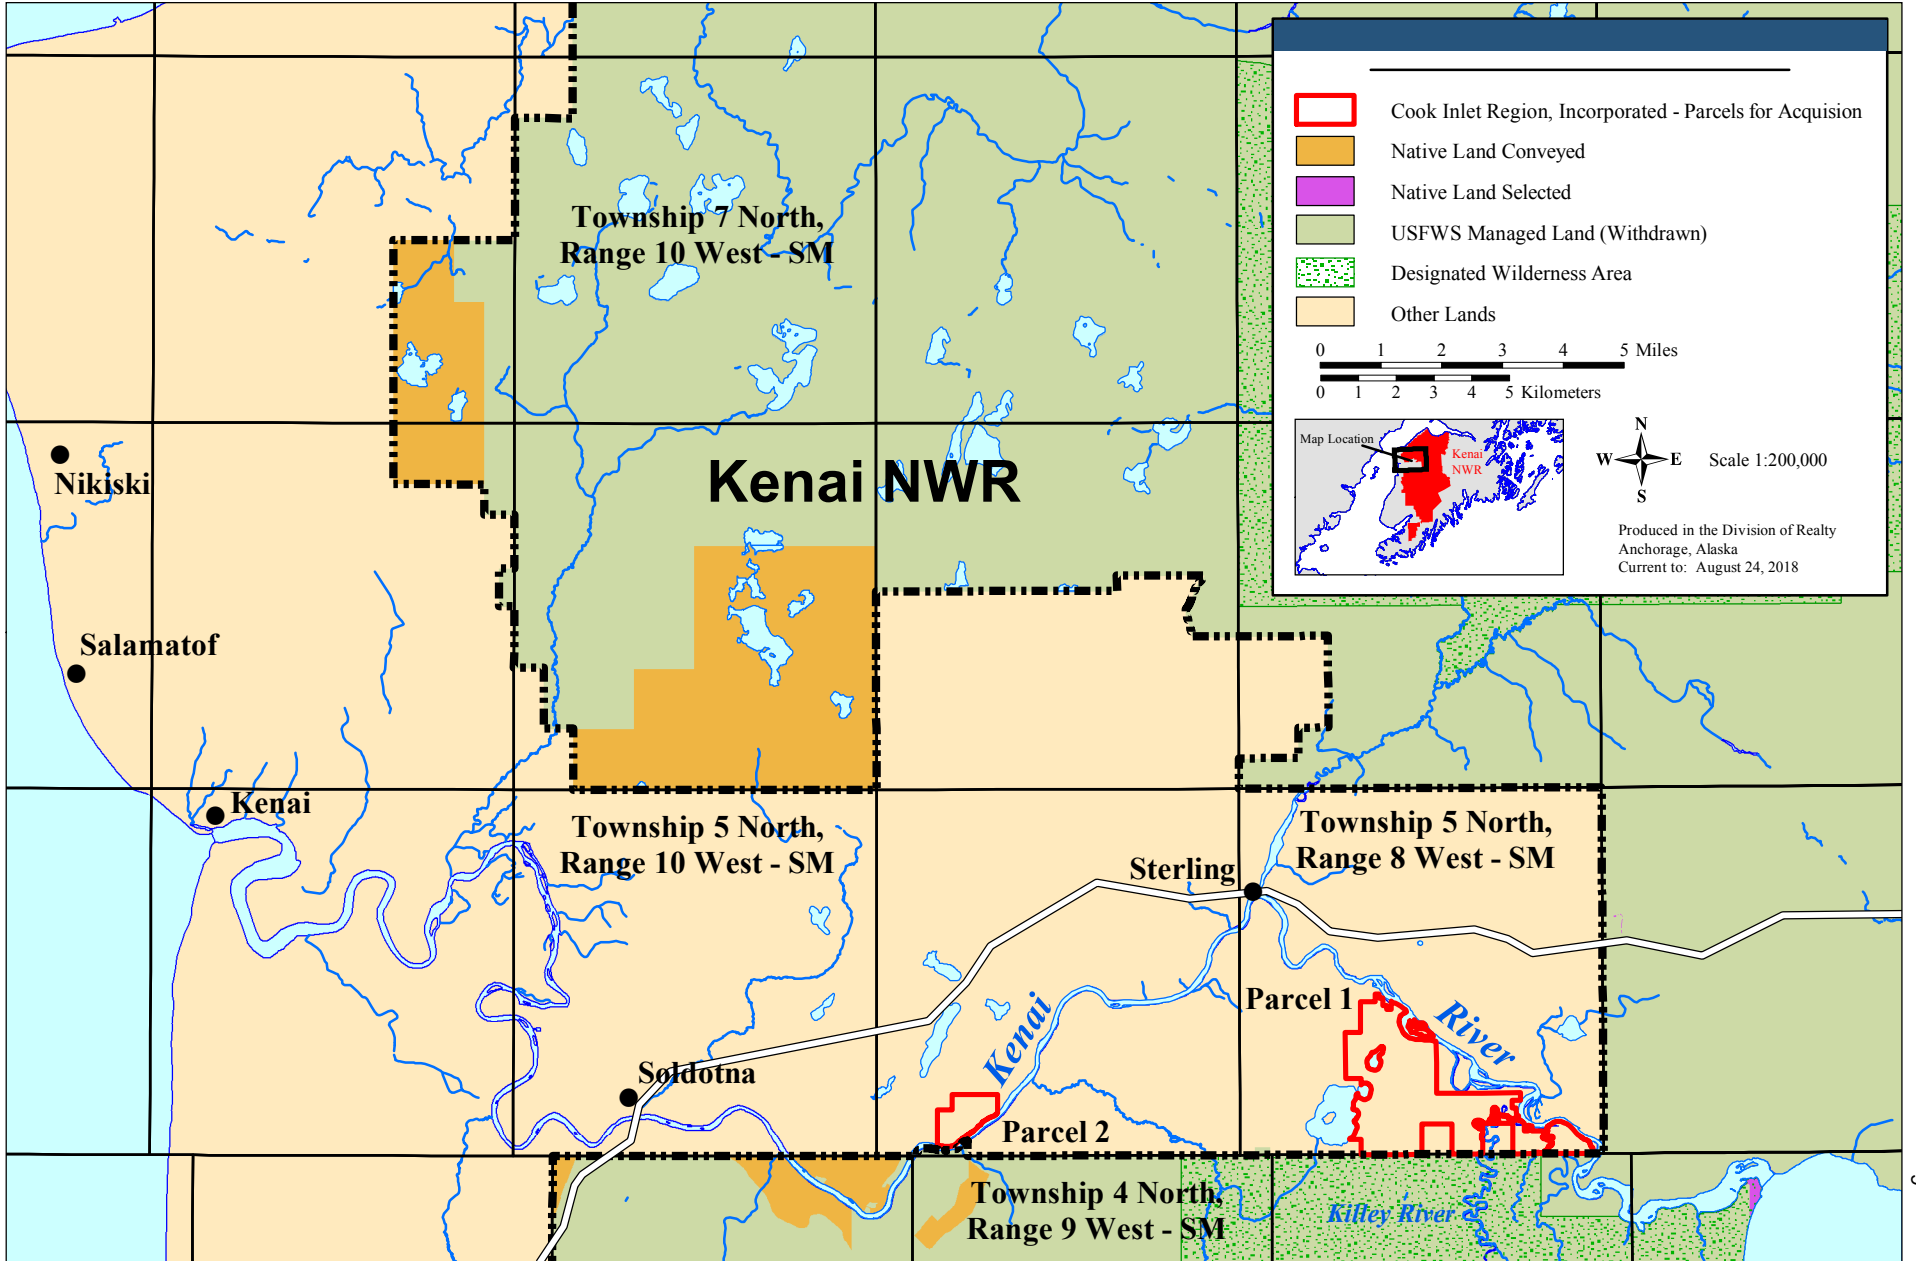 Cook Inlet Region, Incorporated - Parcels for Acquision
Native Land Conveyed
Native Land Selected
USFWS Managed Land (Withdrawn)
Designated Wilderness Area
Other Lands
0 1 2 3 4 5 Miles
0 1 2 3 4 5 Kilometers
Map Location
Kenai
NWR
N
W E
S
Scale 1:200,000
Produced in the Division of Realty
Anchorage, Alaska
Current to: August 24, 2018
Township 7 North,
Range 10 West - SM
Kenai NWR
Nikiski
Salamatof
Kenai
Township 5 North,
Range 10 West - SM
Township 5 North,
Range 8 West - SM
Sterling
Parcel 1
Kenai
River
Soldotna
Parcel 2
Township 4 North,
Range 9 West - SM
Killey River